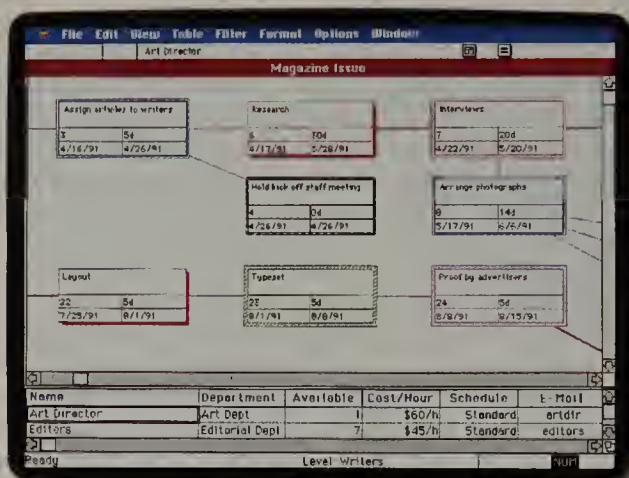 File Edit View Table Filter Format Options Window
Art Director
Magazine Issue
Assign articles to writers
3 5d
4/16/91 4/26/91
Research
6 30d
4/17/91 5/28/91
Interviews
7 20d
4/22/91 5/20/91
Hold kick off staff meeting
4 0d
4/26/91 4/26/91
Arrange photographs
8 14d
5/17/91 6/6/91
Layout
22 5d
7/25/91 8/1/91
Typeset
23 5d
8/1/91 8/8/91
Proof by advertisers
24 5d
8/8/91 8/15/91
Name Department Available Cost/Hour Schedule E-Mail
Art Director Art Dept 1 $60/h Standard artdir
Editors Editorial Dept 7 $45/h Standard editors
Ready Level Writers NUM